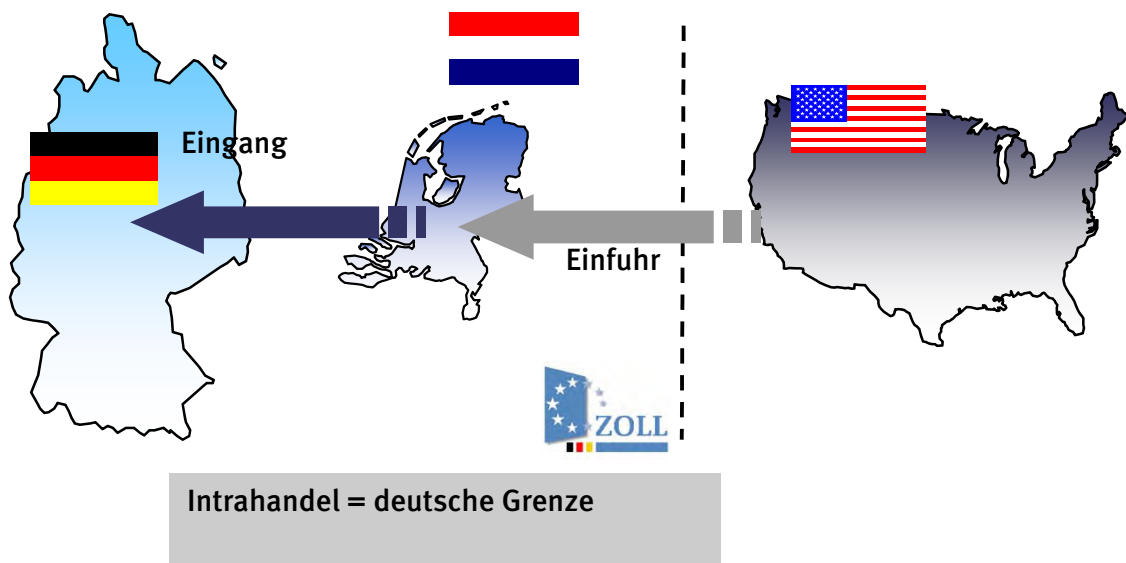 Eingang
Einfuhr
ZOLL
Intrahandel = deutsche Grenze